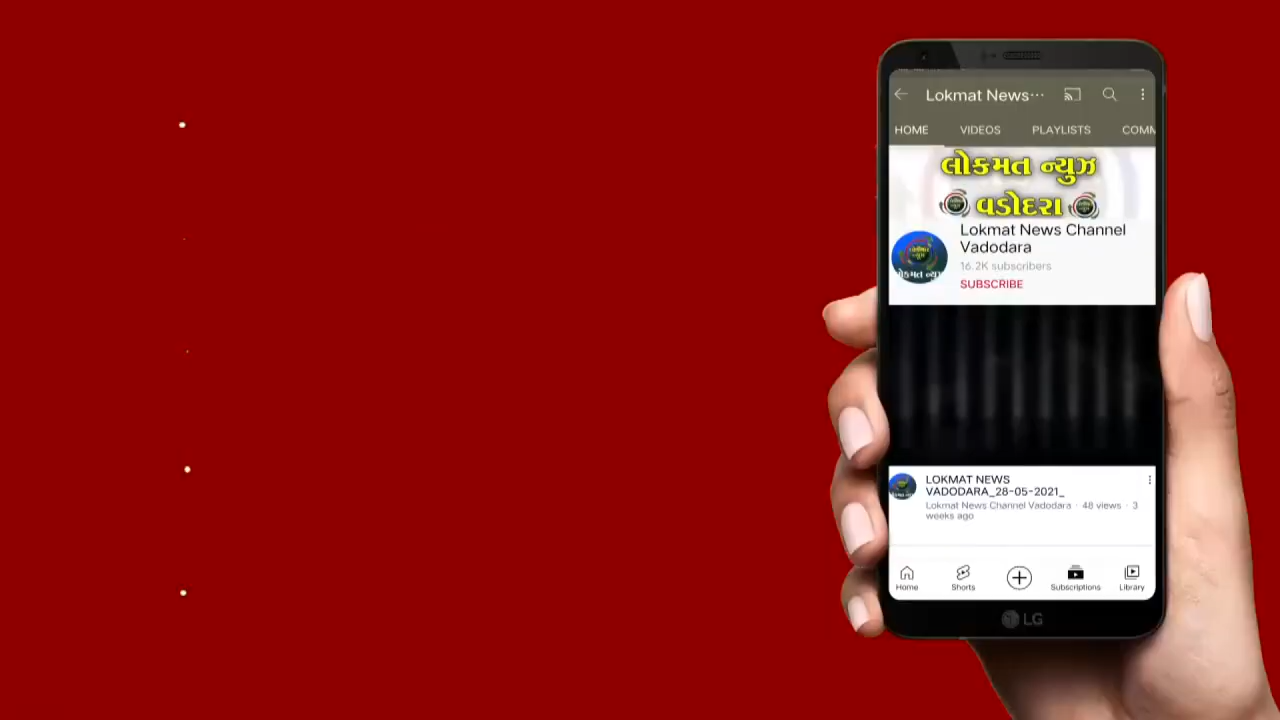 Lokmat News...
HOME VIDEOS PLAYLISTS COMM
લોકમત ન્યુઝ
વડોદરા
Lokmat News Channel
Vadodara
16.2K subscribers
SUBSCRIBE
લોકમત ન્યુઝ
LOKMAT NEWS
VADODARA_28-05-2021_
Lokmat News Channel Vadodara · 48 views · 3
weeks ago
Home Shorts Subscriptions Library
LG